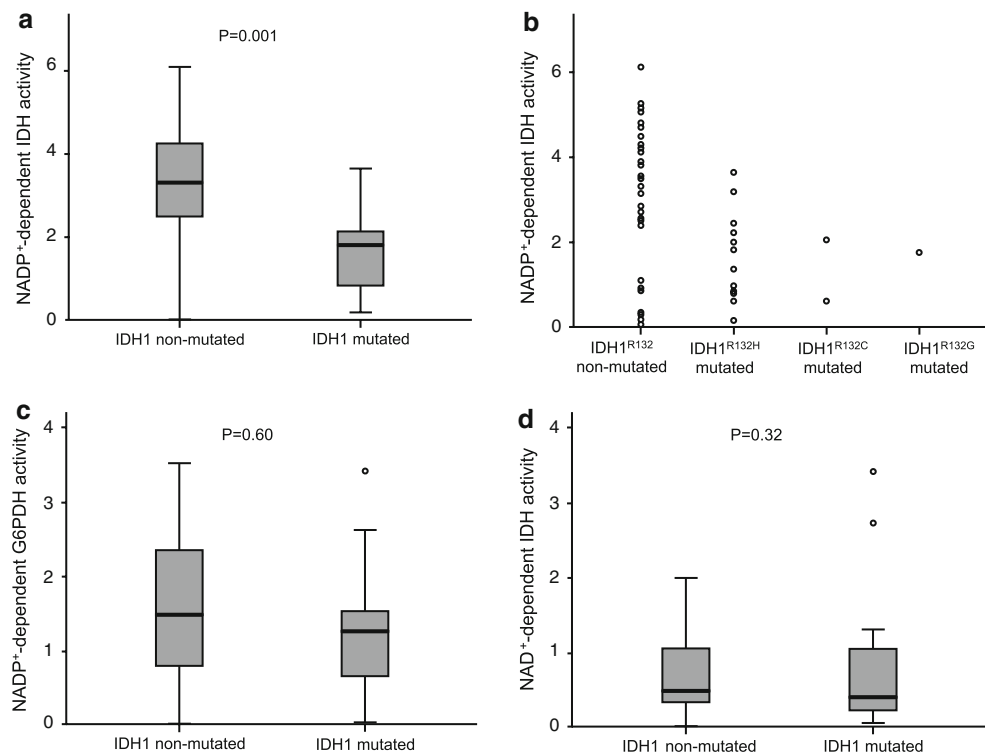 a
P=0.001
NADP⁺-dependent IDH activity
6
4
2
0
IDH1 non-mutated
IDH1 mutated
b
NADP⁺-dependent IDH activity
6
4
2
0
IDH1ᴿ¹³²
non-mutated
IDH1ᴿ¹³²ᴴ
mutated
IDH1ᴿ¹³²ᶜ
mutated
IDH1ᴿ¹³²ᴳ
mutated
c
P=0.60
NADP⁺-dependent G6PDH activity
4
3
2
1
0
IDH1 non-mutated
IDH1 mutated
d
P=0.32
NAD⁺-dependent IDH activity
4
3
2
1
0
IDH1 non-mutated
IDH1 mutated